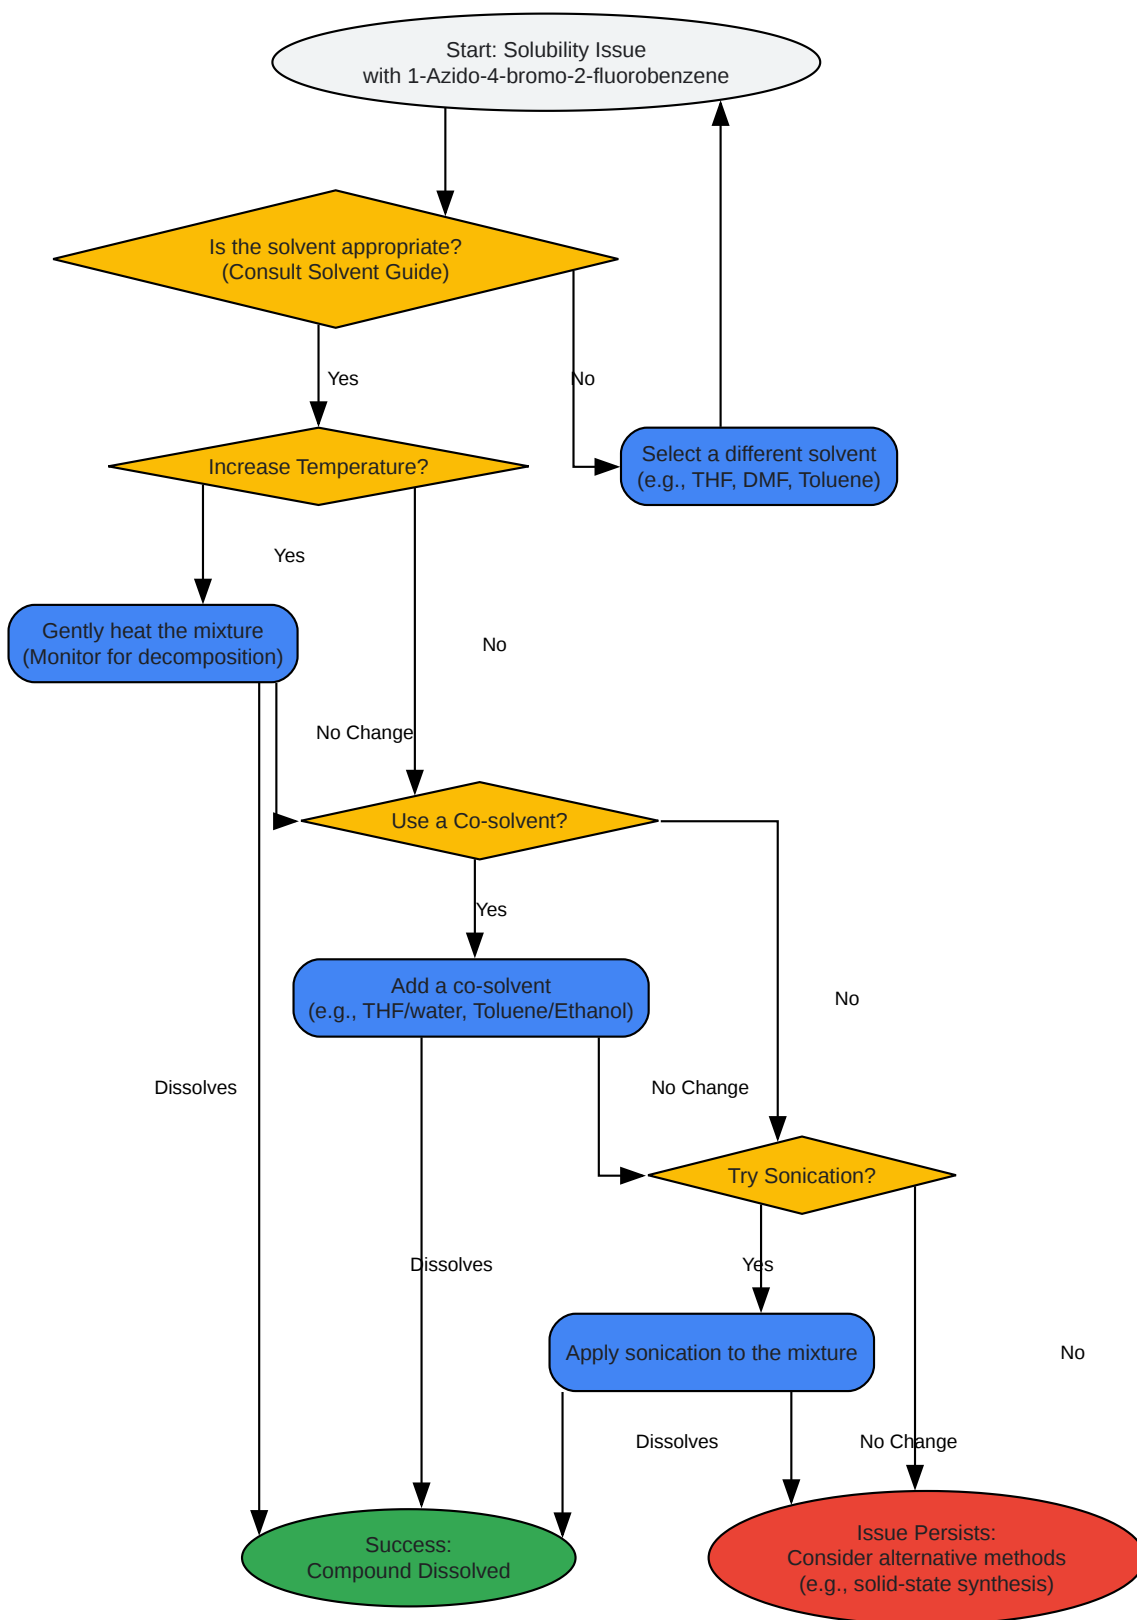 Start: Solubility Issue
with 1-Azido-4-bromo-2-fluorobenzene
Is the solvent appropriate?
(Consult Solvent Guide)
Yes
No
Select a different solvent
(e.g., THF, DMF, Toluene)
Increase Temperature?
Yes
Gently heat the mixture
(Monitor for decomposition)
No
No Change
Use a Co-solvent?
Yes
Add a co-solvent
(e.g., THF/water, Toluene/Ethanol)
No
Dissolves
No Change
Try Sonication?
Dissolves
Yes
Apply sonication to the mixture
No
Dissolves
No Change
Success:
Compound Dissolved
Issue Persists:
Consider alternative methods
(e.g., solid-state synthesis)